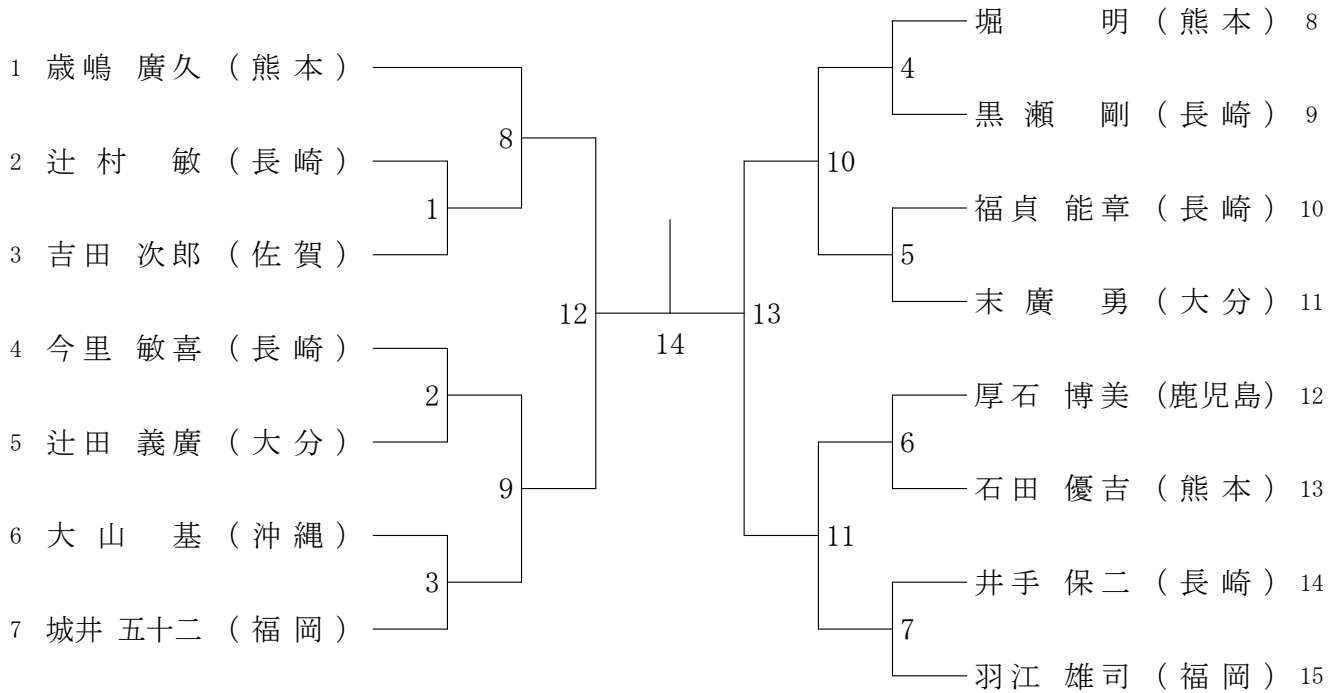 1 歳嶋 廣久 (熊本)
2 辻村 敏 (長崎)
3 吉田 次郎 (佐賀)
4 今里 敏喜 (長崎)
5 辻田 義廣 (大分)
6 大山 基 (沖縄)
7 城井 五十二 (福岡)
8
1
12
2
9
3
14
堀 明 (熊本) 8
4
黒瀬 剛 (長崎) 9
10
福貞 能章 (長崎) 10
5
末廣 勇 (大分) 11
13
厚石 博美 (鹿児島) 12
6
石田 優吉 (熊本) 13
11
井手 保二 (長崎) 14
7
羽江 雄司 (福岡) 15